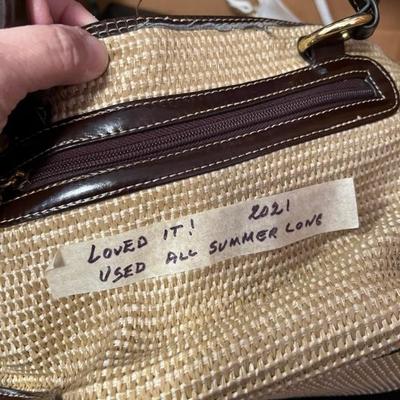 LOVED IT! 2021
USED ALL SUMMER LONG